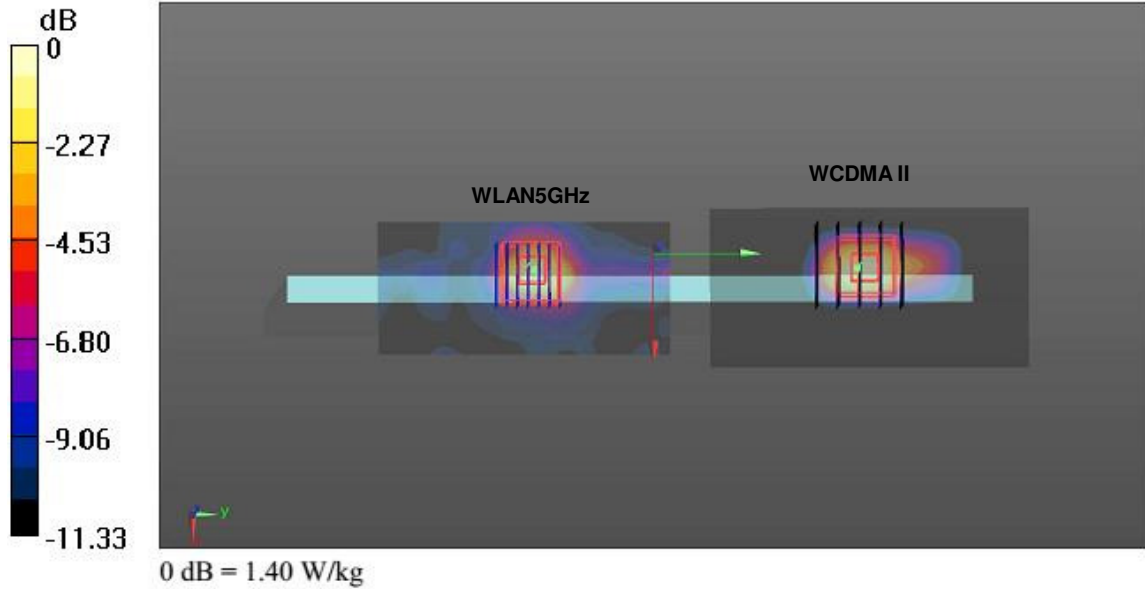 dB
0
-2.27
-4.53
-6.80
-9.06
-11.33
WCDMA II
WLAN5GHz
y
0 dB = 1.40 W/kg